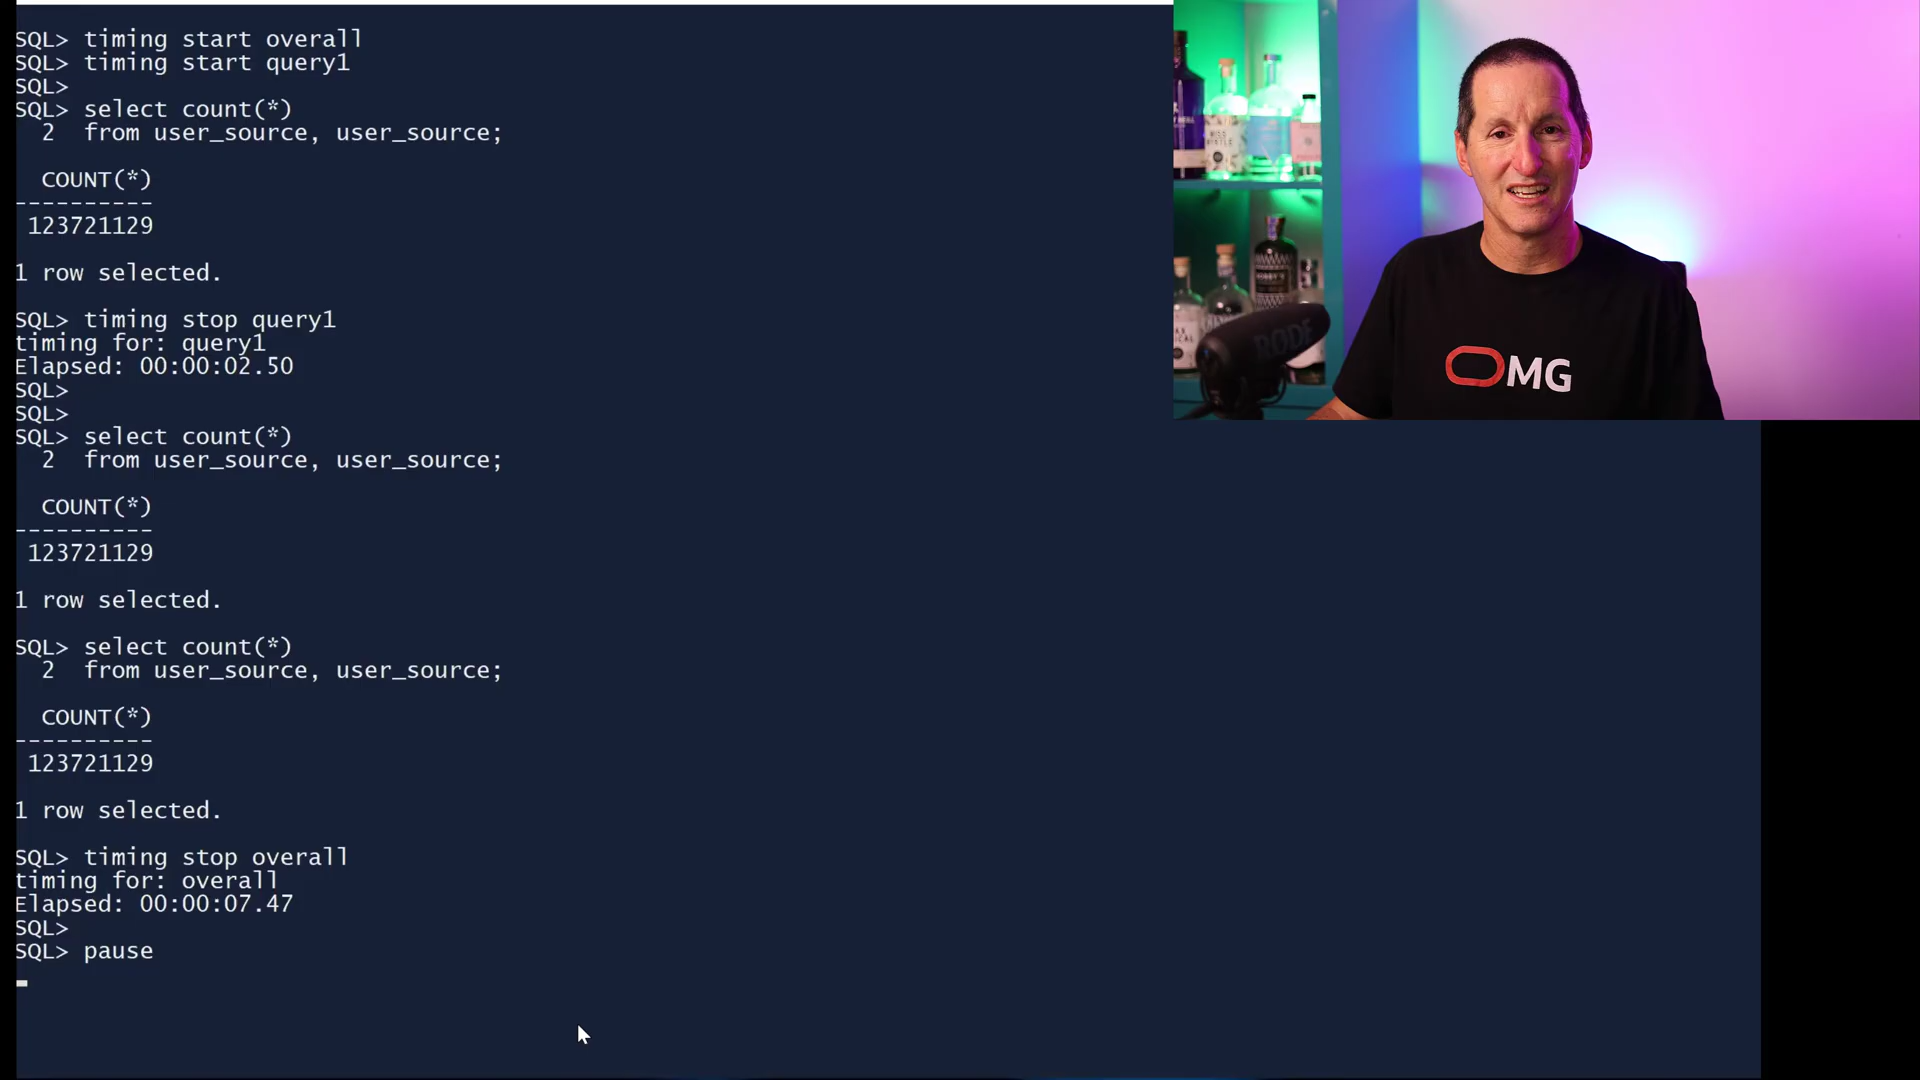 SQL> timing start overall
SQL> timing start query1
SQL>
SQL> select count(*)
  2  from user_source, user_source;
  COUNT(*)
----------
 123721129
1 row selected.
SQL> timing stop query1
timing for: query1
Elapsed: 00:00:02.50
SQL>
SQL>
SQL> select count(*)
  2  from user_source, user_source;
  COUNT(*)
----------
 123721129
1 row selected.
SQL> select count(*)
  2  from user_source, user_source;
  COUNT(*)
----------
 123721129
1 row selected.
SQL> timing stop overall
timing for: overall
Elapsed: 00:00:07.47
SQL>
SQL> pause
RØDE
OMG